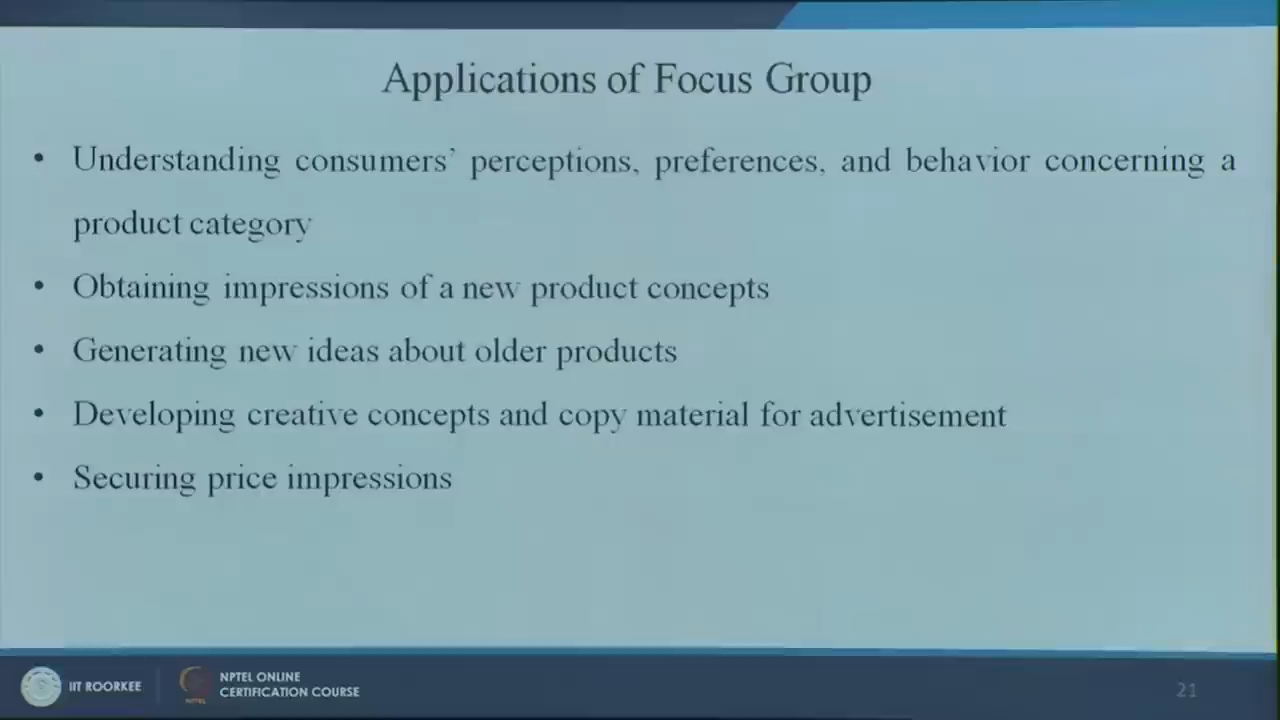 Applications of Focus Group
• Understanding consumers' perceptions, preferences, and behavior concerning a
product category
• Obtaining impressions of a new product concepts
• Generating new ideas about older products
• Developing creative concepts and copy material for advertisement
• Securing price impressions
IIT ROORKEE
NPTEL ONLINE
CERTIFICATION COURSE
21